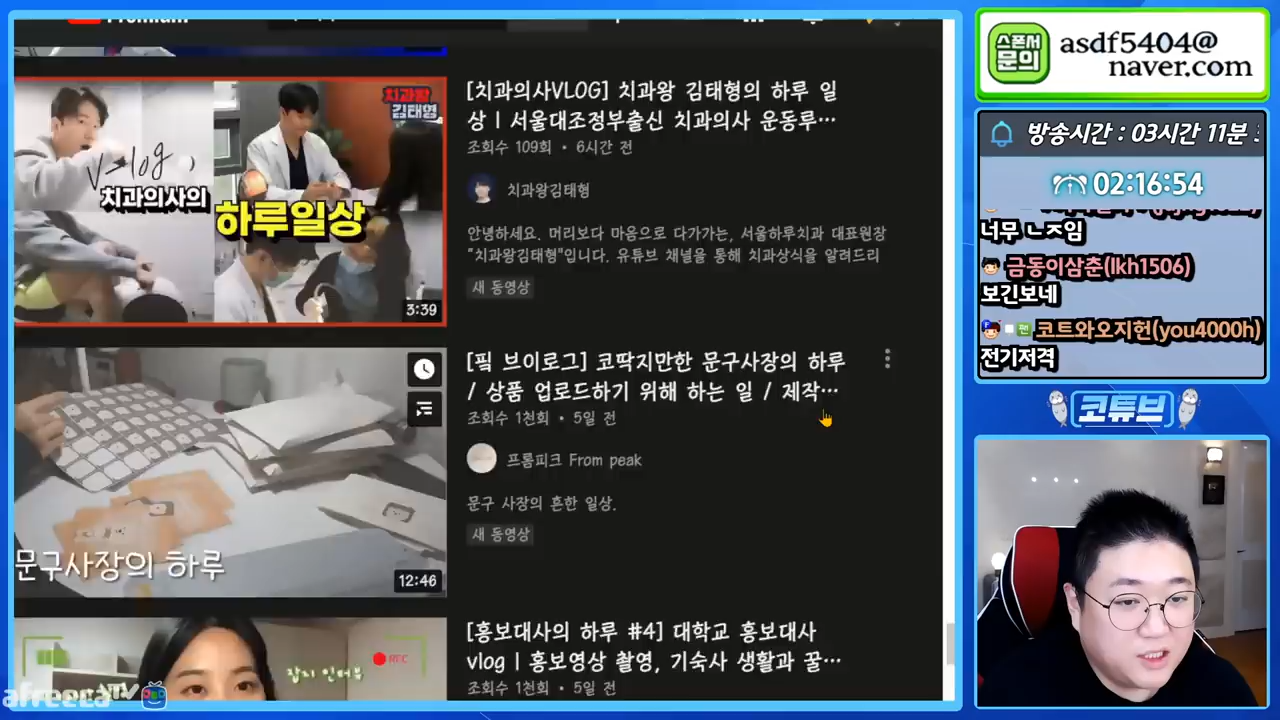 Premium
V-log
치과의사의
하루일상
치과왕
김태형
3:39
[치과의사VLOG] 치과왕 김태형의 하루 일
상 | 서울대조정부출신 치과의사 운동루…
조회수 109회 • 6시간 전
치과왕김태형
안녕하세요. 머리보다 마음으로 다가가는, 서울하루치과 대표원장
"치과왕김태형"입니다. 유튜브 채널을 통해 치과상식을 알려드리
새 동영상
문구사장의 하루
12:46
[핔 브이로그] 코딱지만한 문구사장의 하루
/ 상품 업로드하기 위해 하는 일 / 제작…
조회수 1천회 • 5일 전
프롬피크 From peak
문구 사장의 흔한 일상.
새 동영상
잡지 인터뷰
REC
[홍보대사의 하루 #4] 대학교 홍보대사
vlog | 홍보영상 촬영, 기숙사 생활과 꿀…
조회수 1천회 • 5일 전
afreecaTV
스폰서
문의
asdf5404@
naver.com
방송시간 : 03시간 11분
02:16:54
너무 ㄴㅈ임
금동이삼춘(lkh1506)
보긴보네
팬 코트와오지헌(you4000h)
전기저격
코튜브